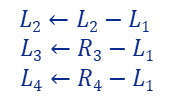 L₂ ← L₂ − L₁
L₃ ← R₃ − L₁
L₄ ← R₄ − L₁